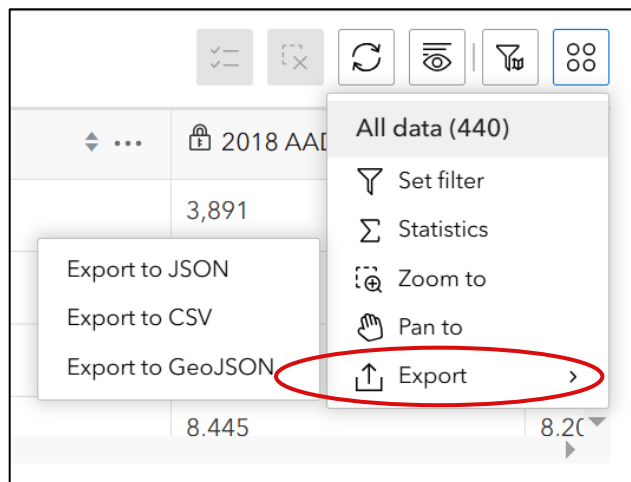 2018 AAD
All data (440)
3,891
Set filter
Statistics
Export to JSON
Zoom to
Export to CSV
Pan to
Export to GeoJSON
Export
8,445